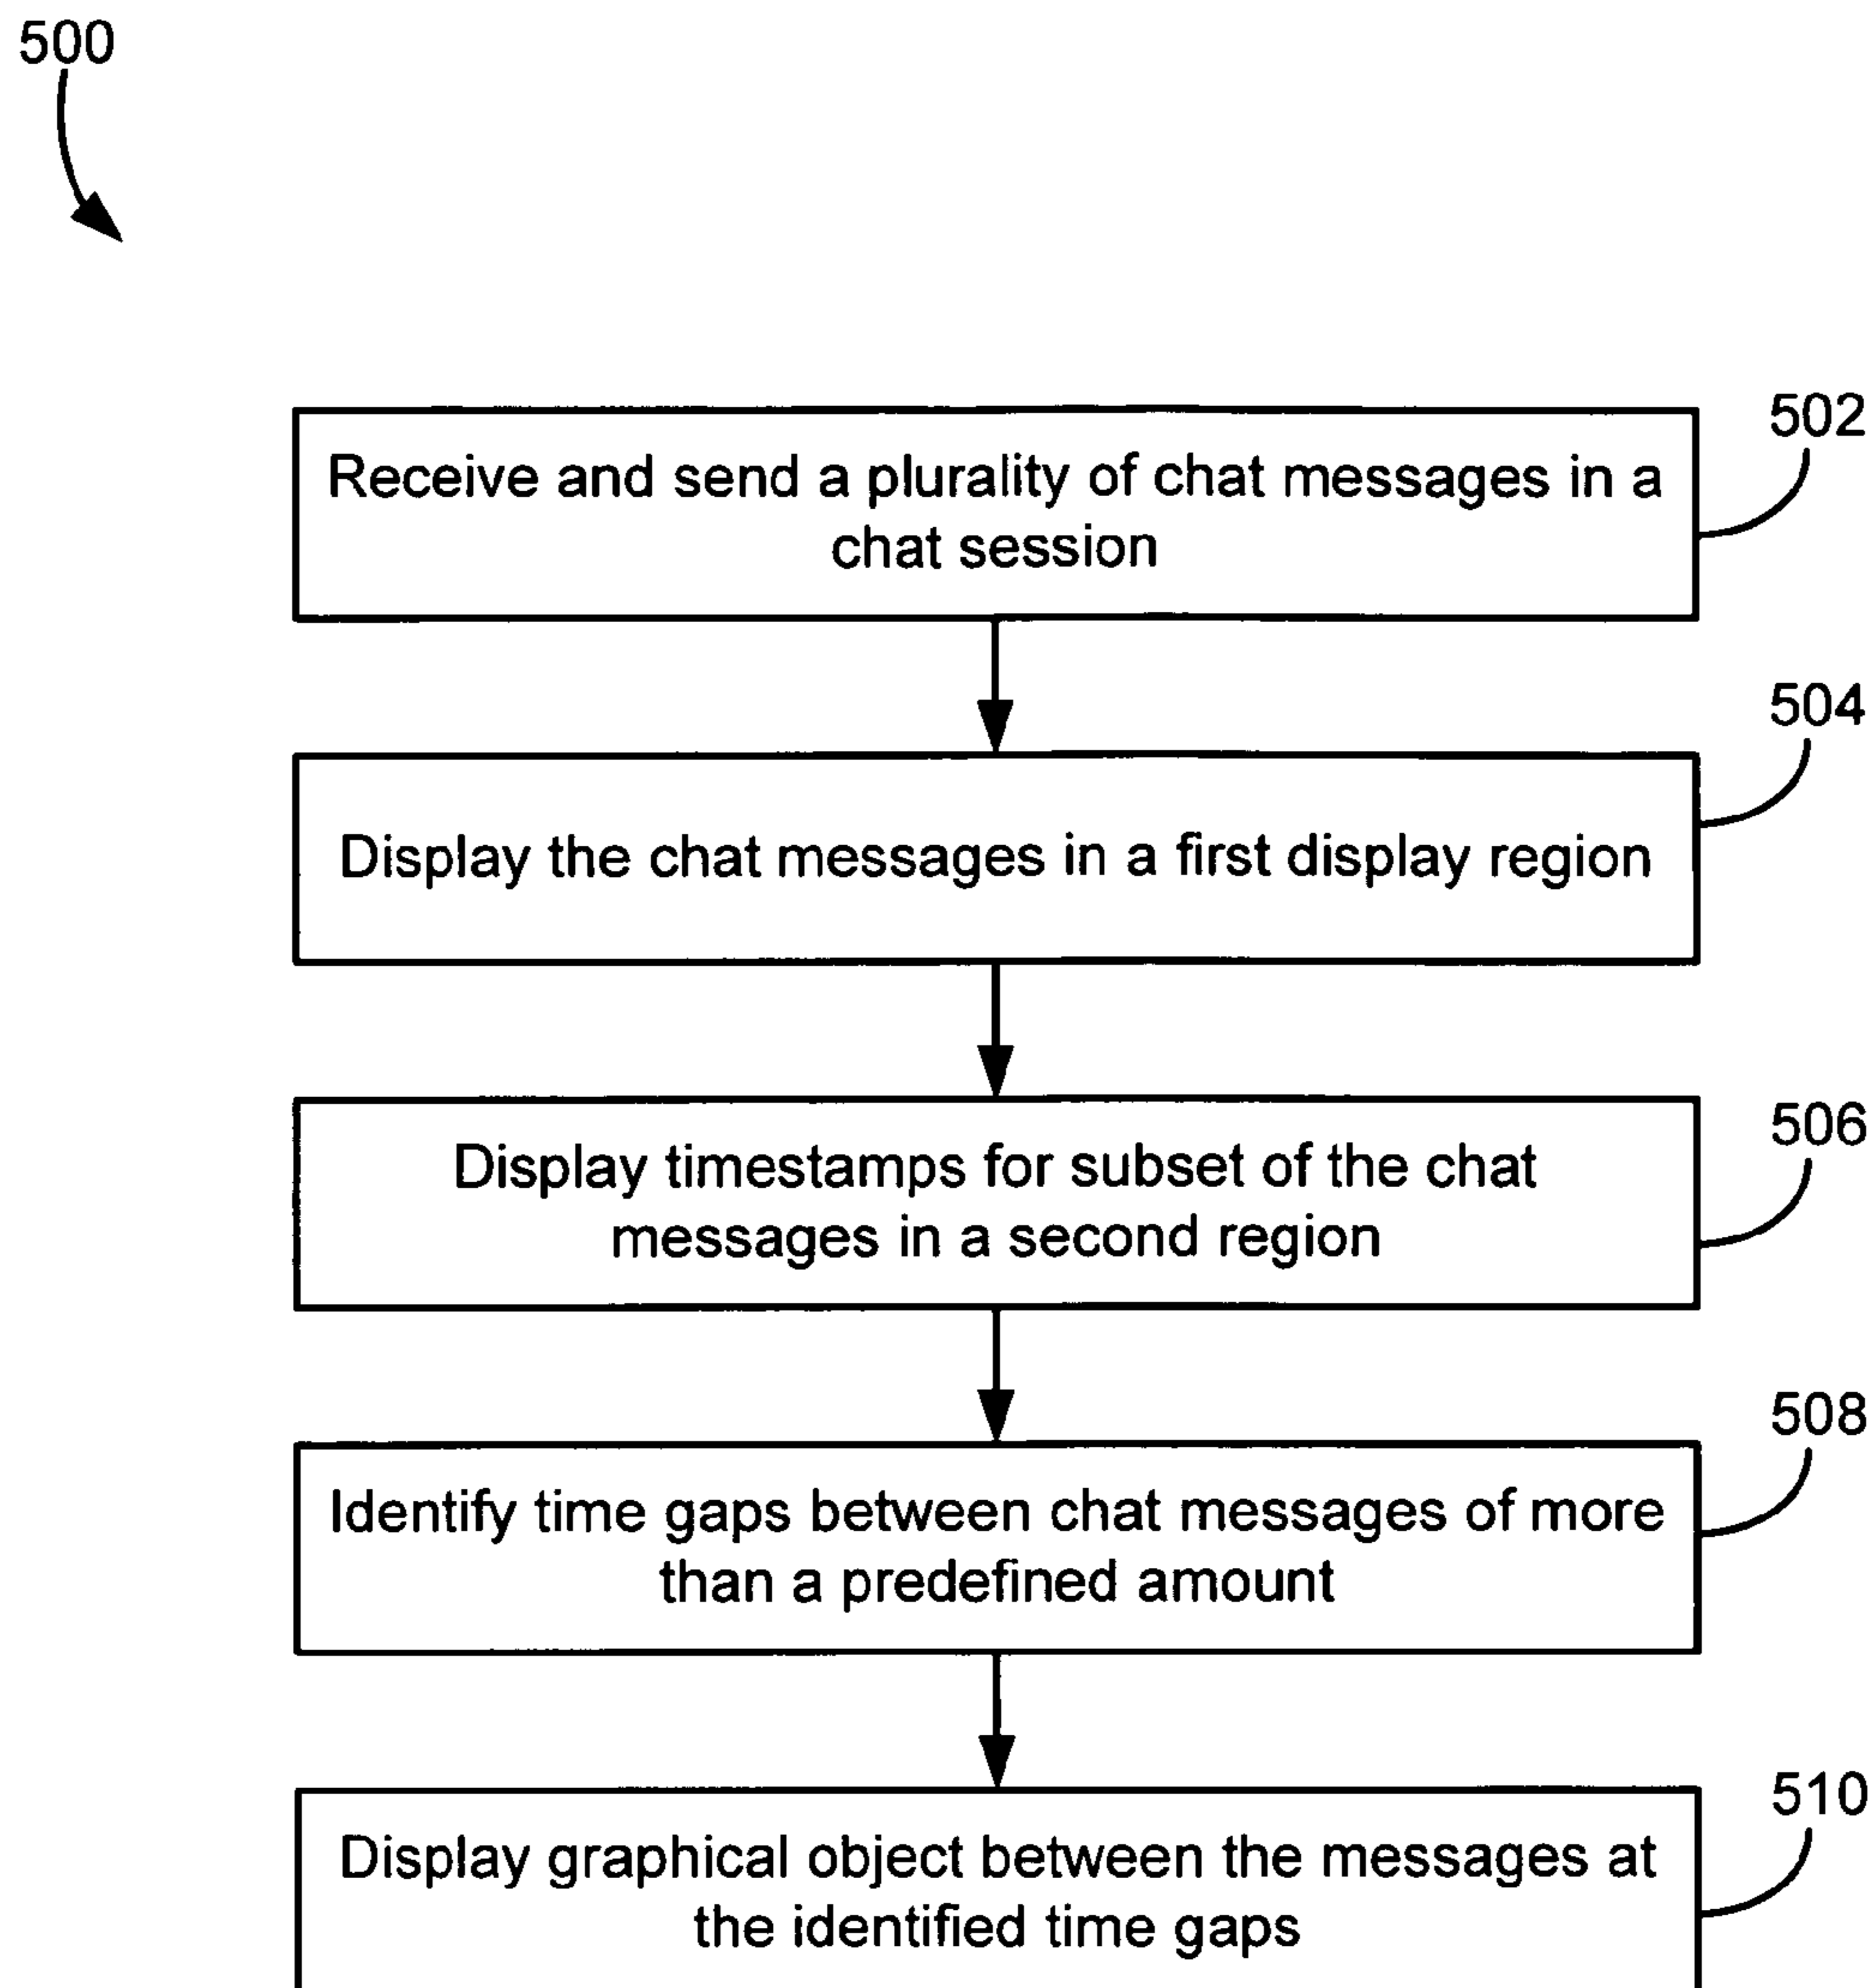 500
502
Receive and send a plurality of chat messages in a
chat session
504
Display the chat messages in a first display region
506
Display timestamps for subset of the chat
messages in a second region
508
Identify time gaps between chat messages of more
than a predefined amount
510
Display graphical object between the messages at
the identified time gaps